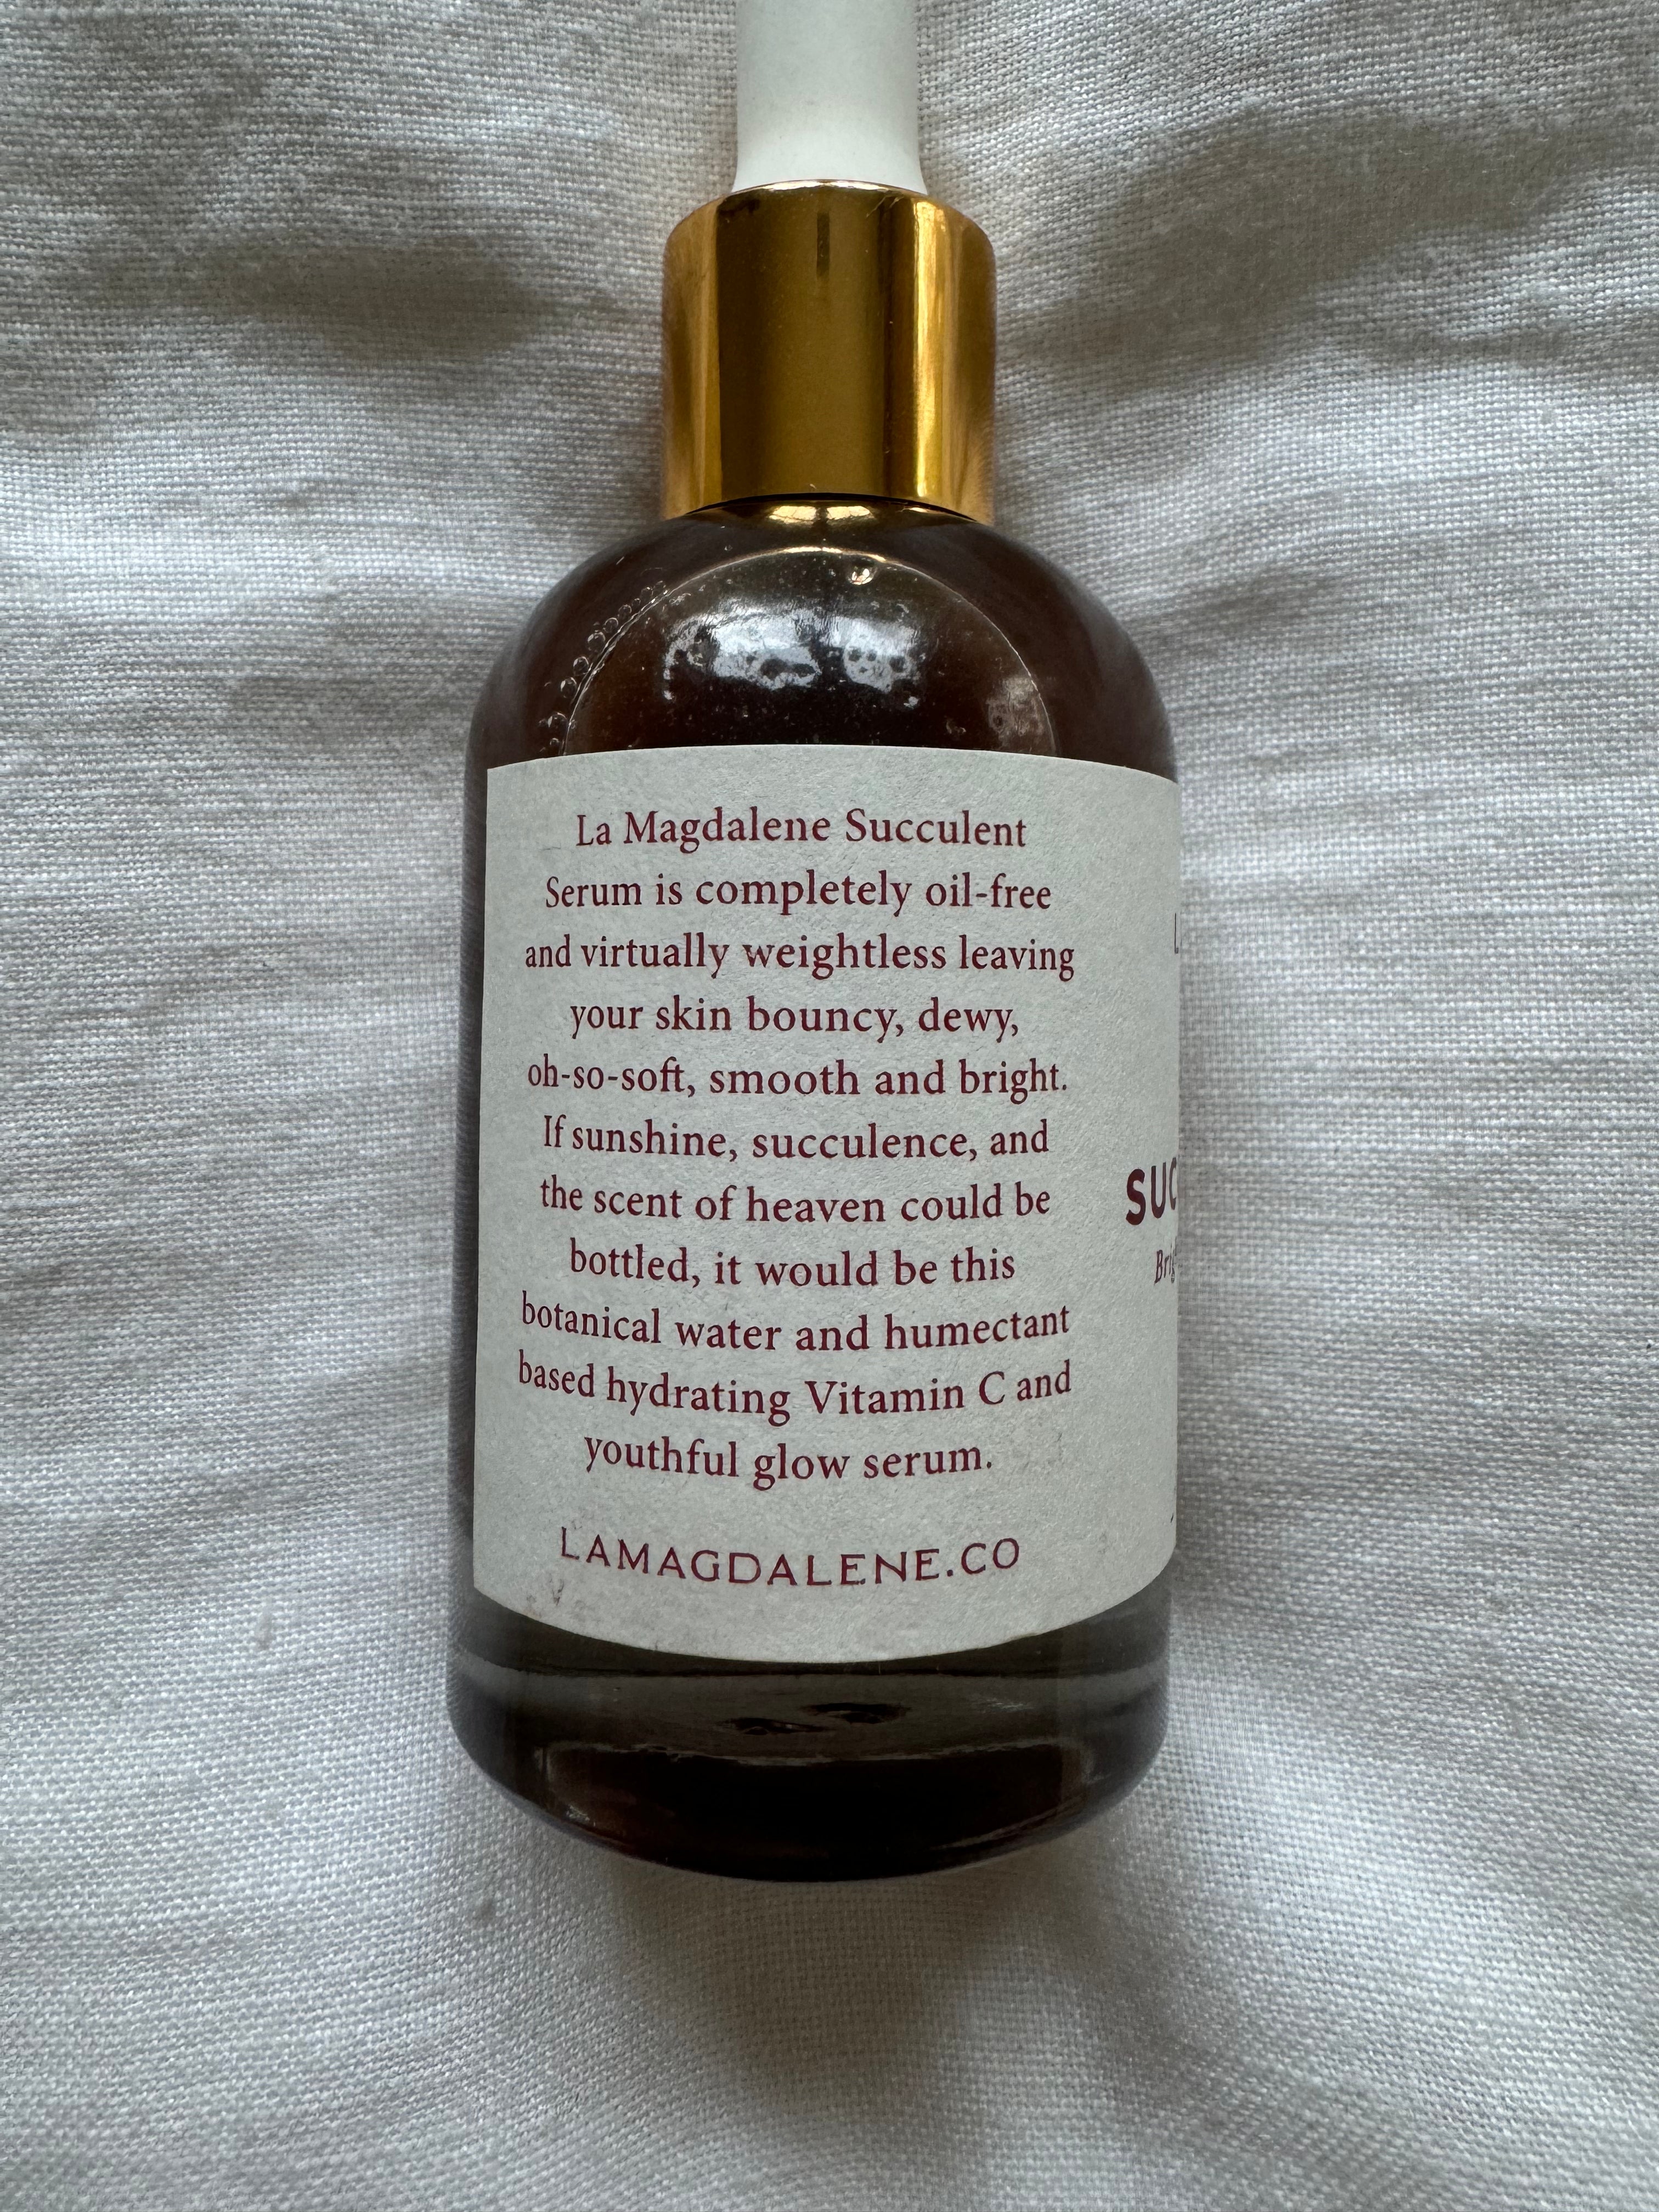 La Magdalene Succulent
Serum is completely oil-free
and virtually weightless leaving
your skin bouncy, dewy,
oh-so-soft, smooth and bright.
If sunshine, succulence, and
the scent of heaven could be
bottled, it would be this
botanical water and humectant
based hydrating Vitamin C and
youthful glow serum.
LAMAGDALENE.CO